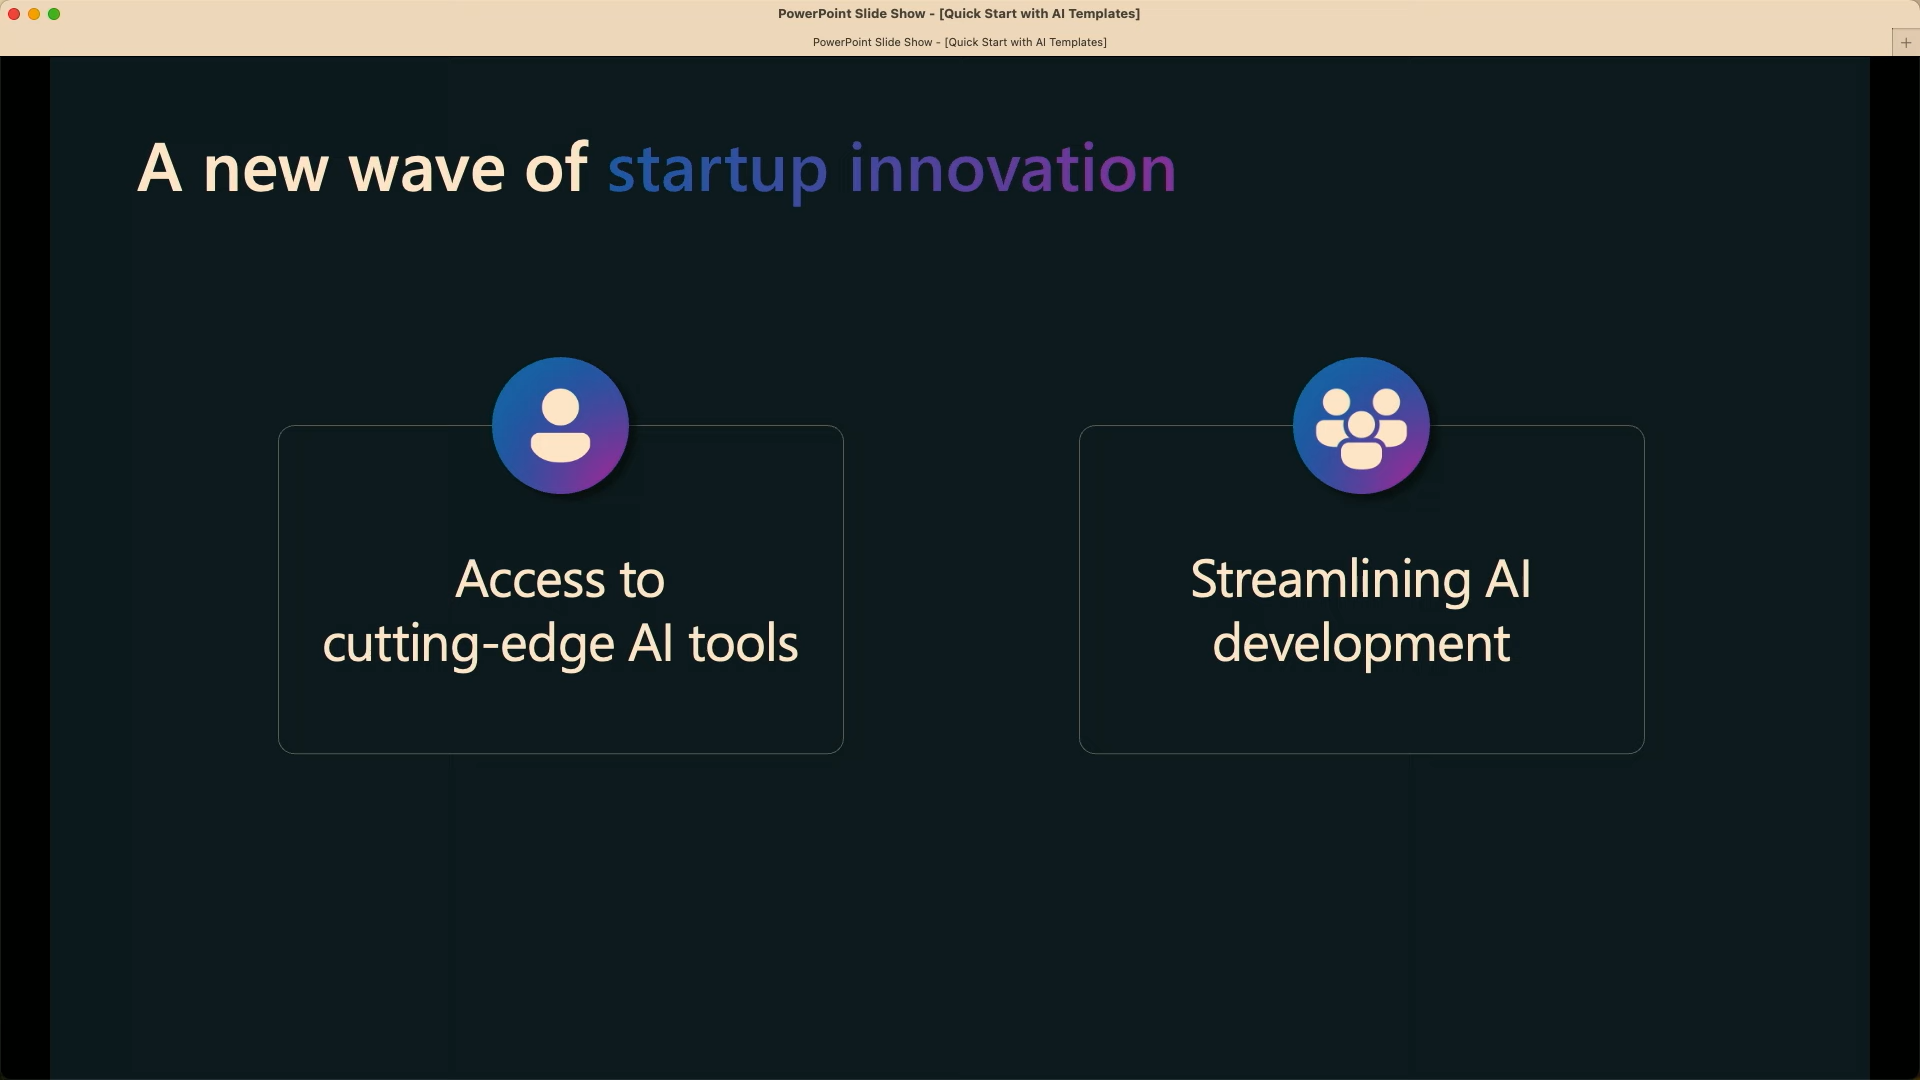 PowerPoint Slide Show - [Quick Start with AI Templates]
PowerPoint Slide Show - [Quick Start with AI Templates]
A new wave of startup innovation
Access to
cutting-edge AI tools
Streamlining AI
development